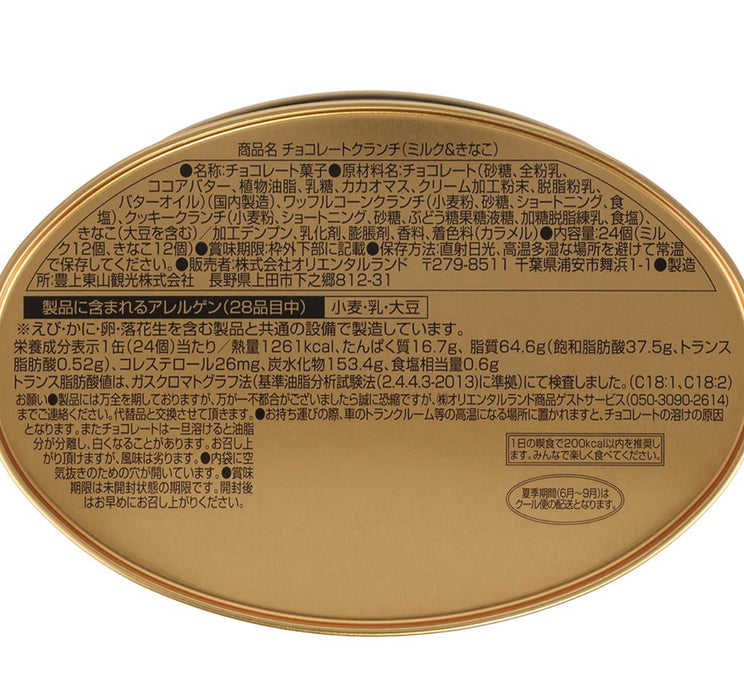 商品名 チョコレートクランチ(ミルク&きなこ)
●名称:チョコレート菓子●原材料名:チョコレート(砂糖、全粉乳、
ココアバター、植物油脂、乳糖、カカオマス、クリーム加工粉末、脱脂粉乳、
バターオイル)(国内製造)、ワッフルコーンクランチ(小麦粉、砂糖、ショートニング、食
塩)、クッキークランチ(小麦粉、ショートニング、砂糖、ぶどう糖果糖液糖、加糖脱脂練乳、食塩)、
きなこ(大豆を含む)/加工デンプン、乳化剤、膨脹剤、香料、着色料(カラメル)●内容量:24個(ミル
ク12個、きなこ12個)●賞味期限:枠外下部に記載●保存方法:直射日光、高温多湿な場所を避けて常温
で保存してください。●販売者:株式会社オリエンタルランド 〒279-8511 千葉県浦安市舞浜1-1●製造
所:豊上東山観光株式会社 長野県上田市下之郷812-31
製品に含まれるアレルゲン(28品目中) 小麦・乳・大豆
※えび・かに・卵・落花生を含む製品と共通の設備で製造しています。
栄養成分表示1缶(24個)当たり/熱量1261kcal、たんぱく質16.7g、脂質64.6g(飽和脂肪酸37.5g、トランス
脂肪酸0.52g)、コレステロール26mg、炭水化物153.4g、食塩相当量0.6g
トランス脂肪酸値は、ガスクロマトグラフ法(基準油脂分析試験法(2.4.4.3-2013)に準拠)にて検査しました。(C18:1、C18:2)
お願い●製品には万全を期しておりますが、万が一不都合がございましたら誠に恐縮ですが、㈱オリエンタルランド商品ゲストサービス(050-3090-2614)
までご連絡ください。代替品と交換させて頂きます。●お持ち運びの際、車のトランクルーム等の高温になる場所に置かれますと、チョコレートの溶けの原因
となります。またチョコレートは一旦溶けると油脂
分が分離し、白くなることがあります。お召し上
がり頂けますが、風味は劣ります。●内袋に空
気抜きのための穴が開いています。●賞味
期限は未開封状態の期限です。開封後
はお早めにお召し上がりください。
1日の喫食で200kcal以内を推奨し
ます。みんなで楽しく食べてください。
夏季期間(6月〜9月)は
クール便の配送となります。